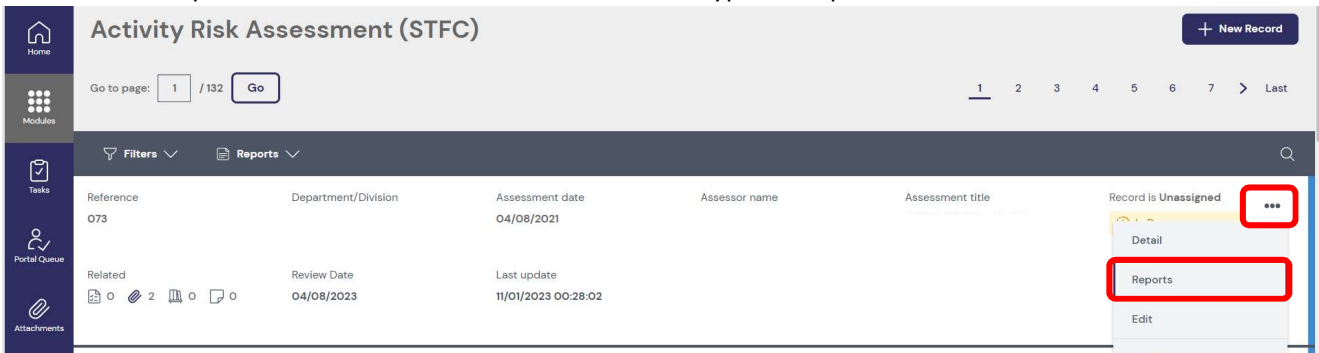 Activity Risk Assessment (STFC)
+ New Record
Home
Go to page: 1 / 132 Go
1 2 3 4 5 6 7 > Last
Modules
Filters
Reports
Tasks
Reference
Department/Division
Assessment date
Assessor name
Assessment title
Record is Unassigned
073
04/08/2021
Detail
Portal Queue
Related
Review Date
Last update
Reports
0 2 0 0
04/08/2023
11/01/2023 00:28:02
Edit
Attachments